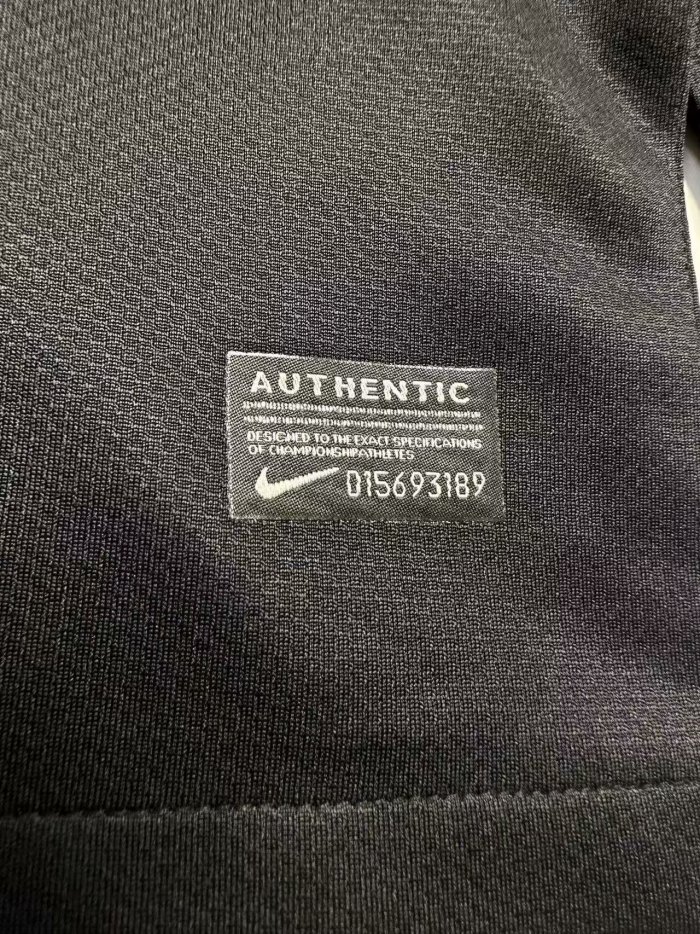 AUTHENTIC
DESIGNED TO THE EXACT SPECIFICATIONS
OF CHAMPIONSHIPATHLETES
015693189